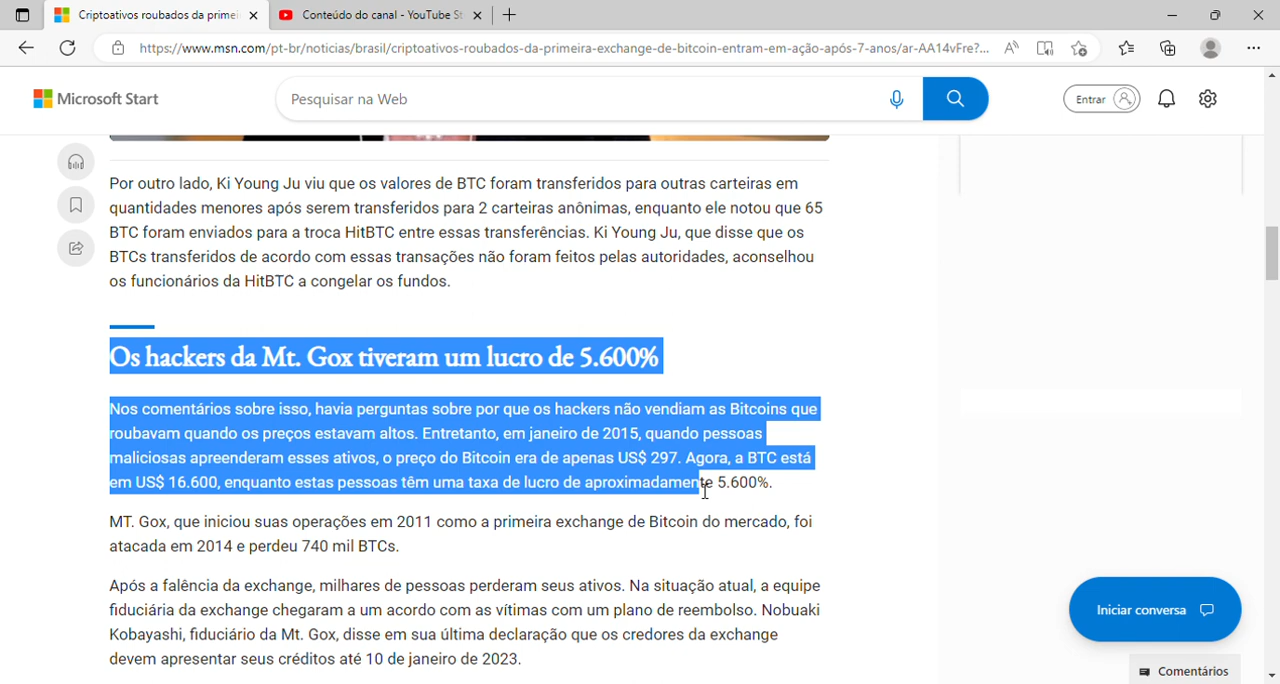 Criptoativos roubados da prime
Conteúdo do canal - YouTube St
https://www.msn.com/pt-br/noticias/brasil/criptoativos-roubados-da-primeira-exchange-de-bitcoin-entram-em-ação-após-7-anos/ar-AA14vFre?...
Microsoft Start
Pesquisar na Web
Entrar
Por outro lado, Ki Young Ju viu que os valores de BTC foram transferidos para outras carteiras em
quantidades menores após serem transferidos para 2 carteiras anônimas, enquanto ele notou que 65
BTC foram enviados para a troca HitBTC entre essas transferências. Ki Young Ju, que disse que os
BTCs transferidos de acordo com essas transações não foram feitos pelas autoridades, aconselhou
os funcionários da HitBTC a congelar os fundos.
Os hackers da Mt. Gox tiveram um lucro de 5.600%
Nos comentários sobre isso, havia perguntas sobre por que os hackers não vendiam as Bitcoins que
roubavam quando os preços estavam altos. Entretanto, em janeiro de 2015, quando pessoas
maliciosas apreenderam esses ativos, o preço do Bitcoin era de apenas US$ 297. Agora, a BTC está
em US$ 16.600, enquanto estas pessoas têm uma taxa de lucro de aproximadamente 5.600%.
MT. Gox, que iniciou suas operações em 2011 como a primeira exchange de Bitcoin do mercado, foi
atacada em 2014 e perdeu 740 mil BTCs.
Após a falência da exchange, milhares de pessoas perderam seus ativos. Na situação atual, a equipe
fiduciária da exchange chegaram a um acordo com as vítimas com um plano de reembolso. Nobuaki
Kobayashi, fiduciário da Mt. Gox, disse em sua última declaração que os credores da exchange
devem apresentar seus créditos até 10 de janeiro de 2023.
Iniciar conversa
Comentários